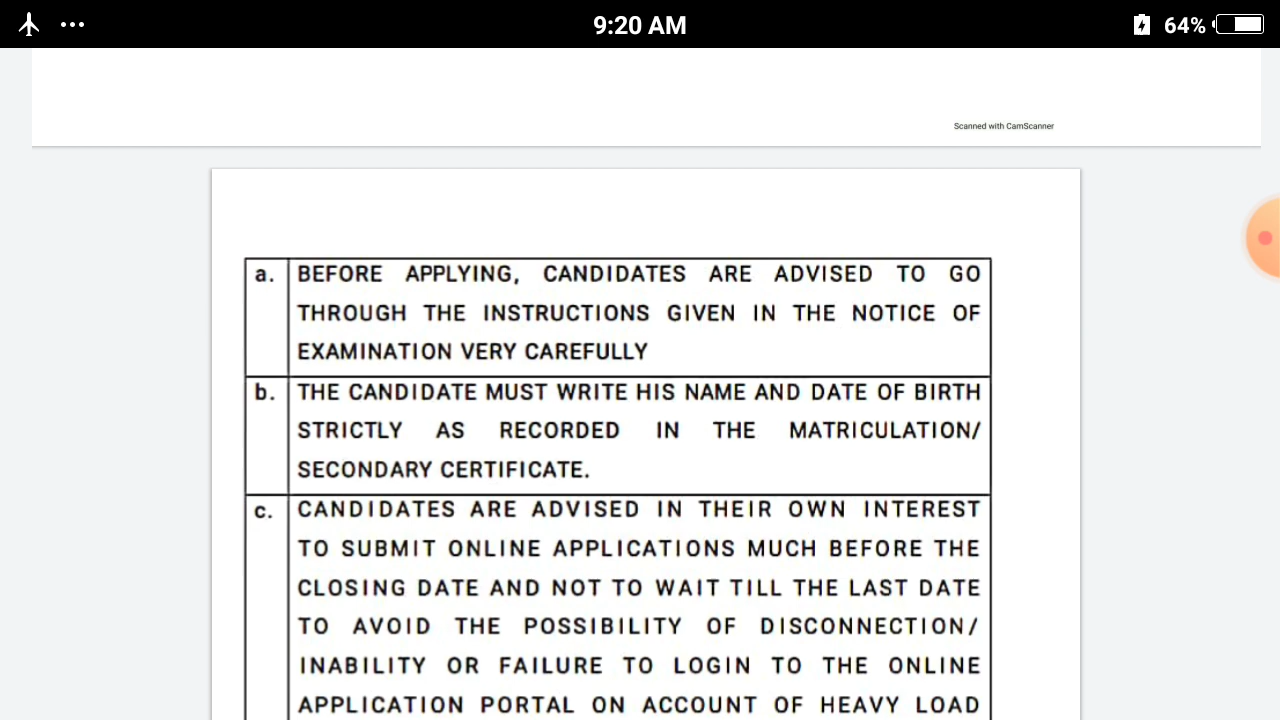 9:20 AM
64%
Scanned with CamScanner
a. BEFORE APPLYING, CANDIDATES ARE ADVISED TO GO
THROUGH THE INSTRUCTIONS GIVEN IN THE NOTICE OF
EXAMINATION VERY CAREFULLY
b. THE CANDIDATE MUST WRITE HIS NAME AND DATE OF BIRTH
STRICTLY AS RECORDED IN THE MATRICULATION/
SECONDARY CERTIFICATE.
c. CANDIDATES ARE ADVISED IN THEIR OWN INTEREST
TO SUBMIT ONLINE APPLICATIONS MUCH BEFORE THE
CLOSING DATE AND NOT TO WAIT TILL THE LAST DATE
TO AVOID THE POSSIBILITY OF DISCONNECTION/
INABILITY OR FAILURE TO LOGIN TO THE ONLINE
APPLICATION PORTAL ON ACCOUNT OF HEAVY LOAD